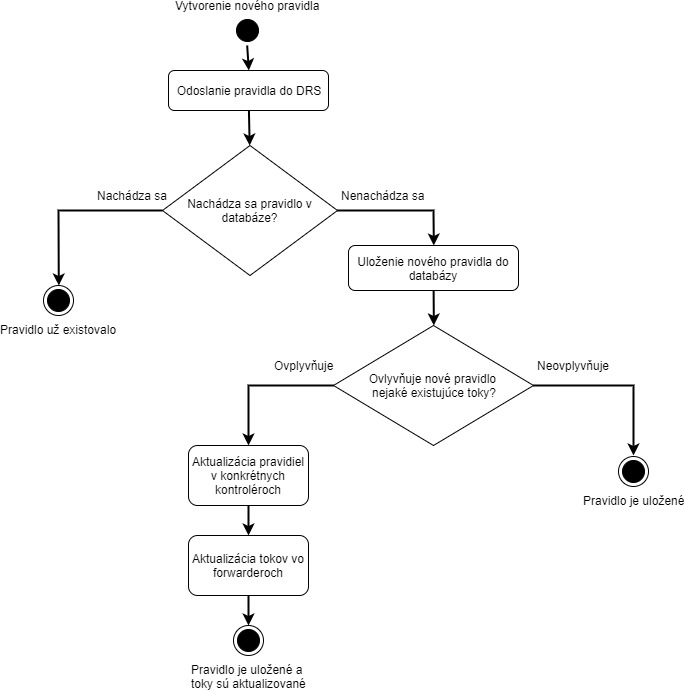 Vytvorenie nového pravidla
Odoslanie pravidla do DRS
Nachádza sa
Nenachádza sa
Nachádza sa pravidlo v
databáze?
Uloženie nového pravidla do
databázy
Pravidlo už existovalo
Ovplyvňuje
Neovplyvňuje
Ovlyvňuje nové pravidlo
nejaké existujúce toky?
Aktualizácia pravidiel
v konkrétnych
kontroléroch
Pravidlo je uložené
Aktualizácia tokov vo
forwarderoch
Pravidlo je uložené a
toky sú aktualizované